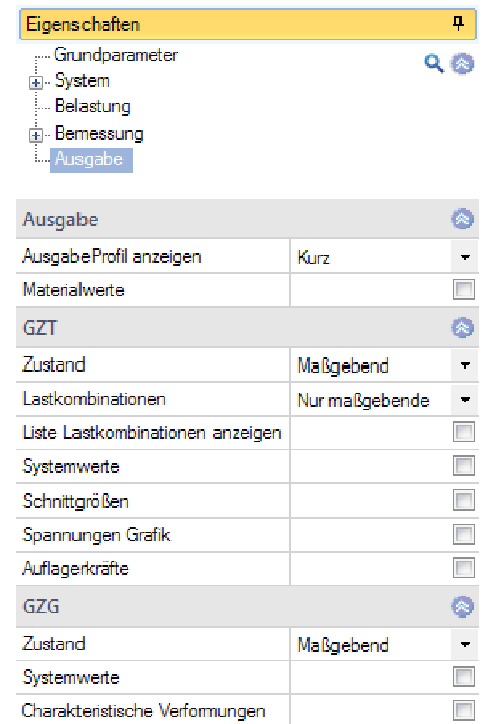 Eigenschaften
Grundparameter
System
Belastung
Bemessung
Ausgabe
Ausgabe
AusgabeProfil anzeigen Kurz
Materialwerte
GZT
Zustand Maßgebend
Lastkombinationen Nur maßgebende
Liste Lastkombinationen anzeigen
Systemwerte
Schnittgrößen
Spannungen Grafik
Auflagerkräfte
GZG
Zustand Maßgebend
Systemwerte
Charakteristische Verformungen